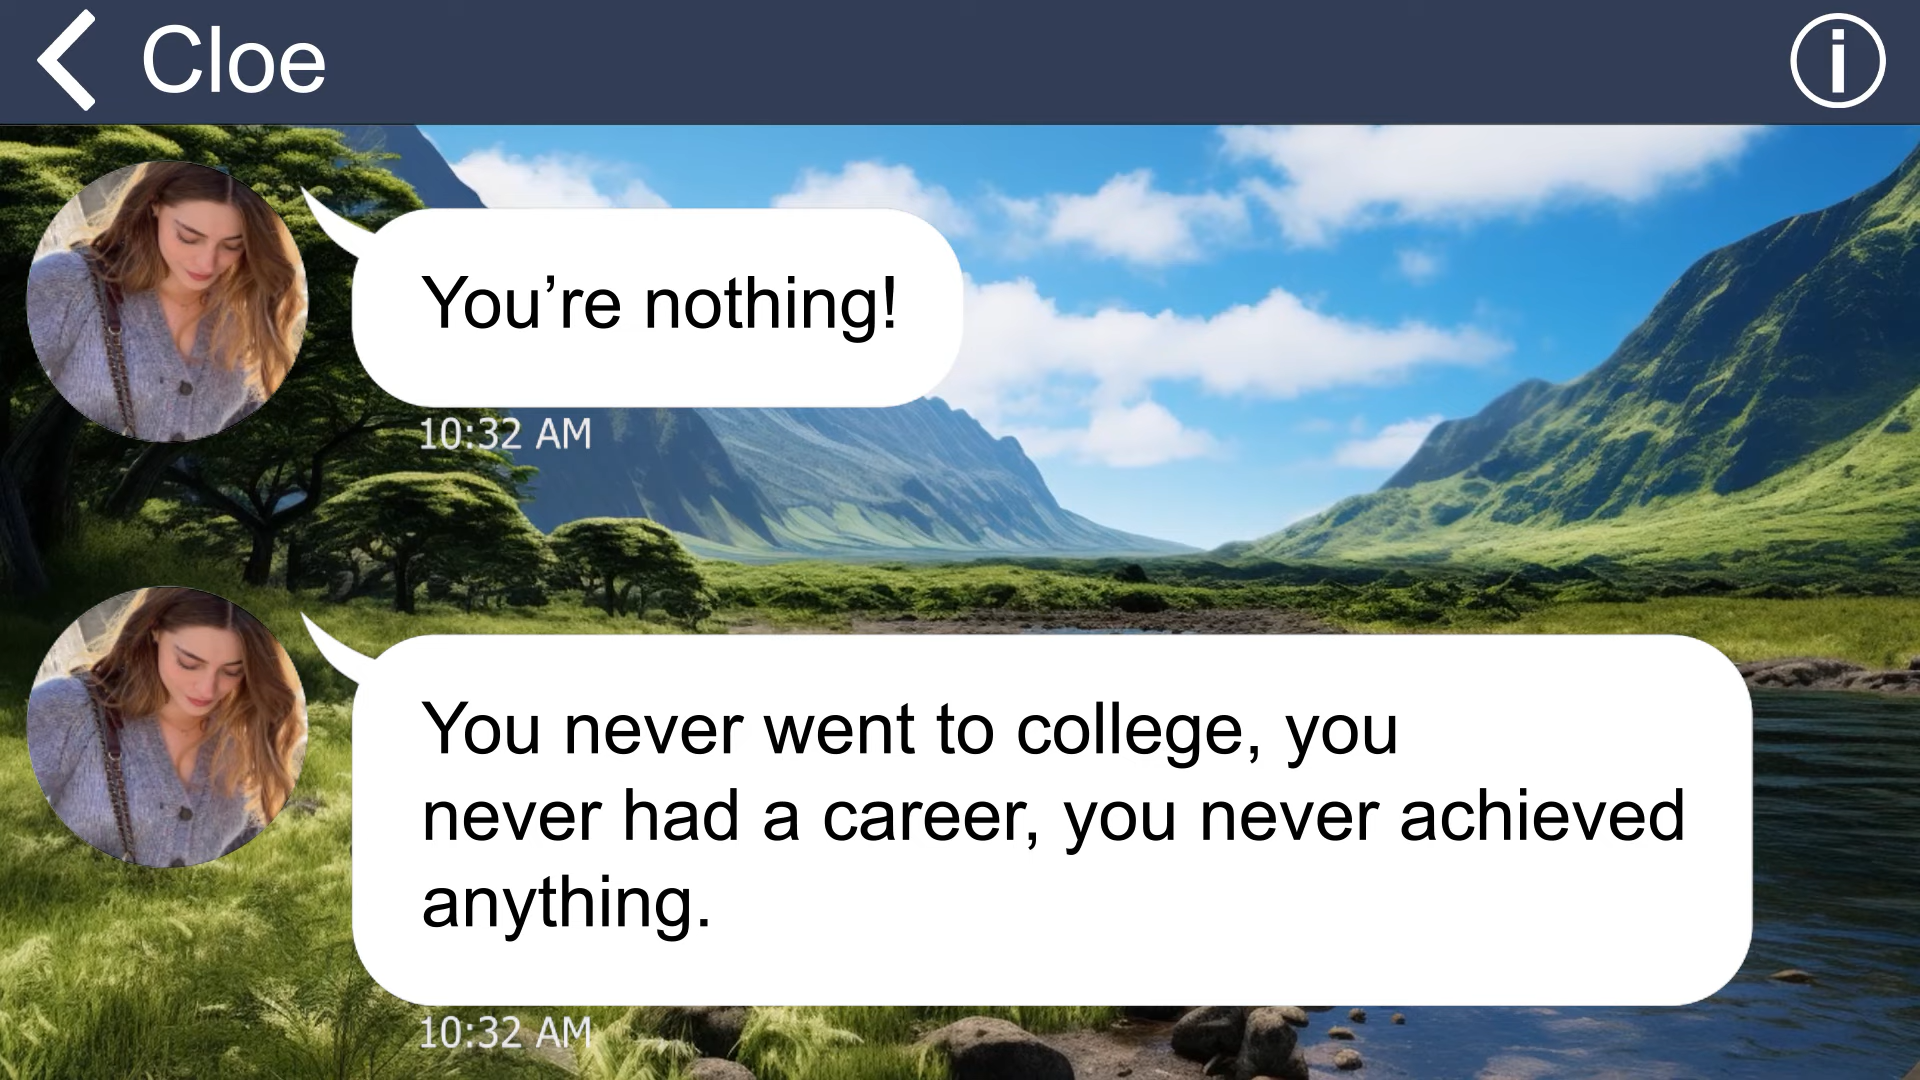 Cloe
You’re nothing!
10:32 AM
You never went to college, you
never had a career, you never achieved
anything.
10:32 AM